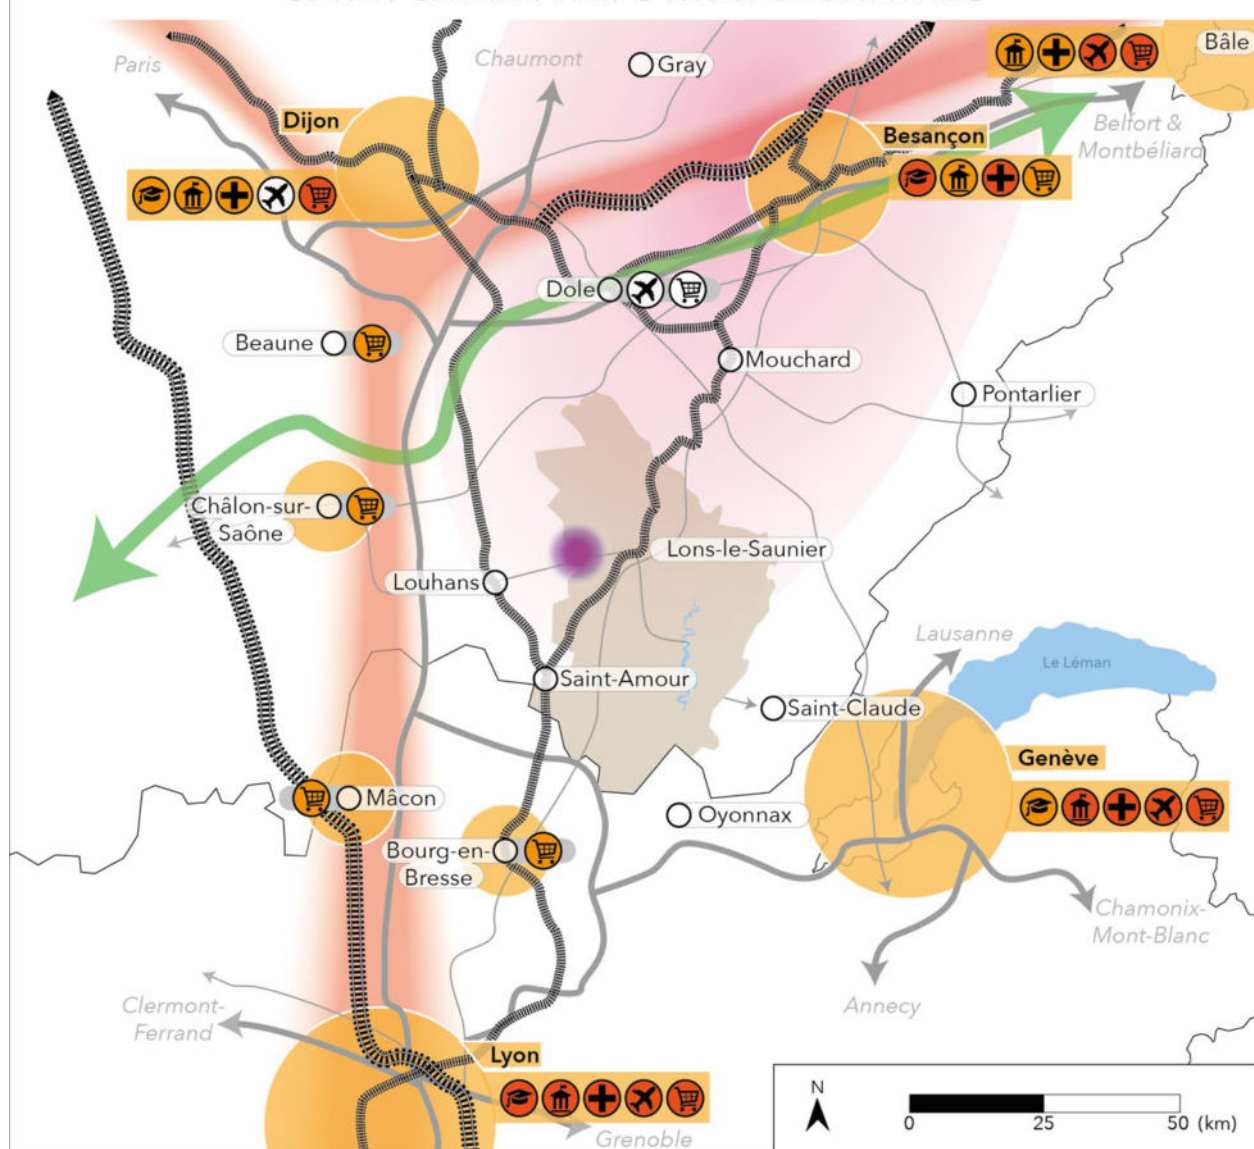 Paris
Chaumont
Gray
Bâle
Dijon
Besançon
Belfort &
Montbéliard
Dole
Beaune
Mouchard
Pontarlier
Châlon-sur-
Saône
Lons-le-Saunier
Louhans
Lausanne
Le Léman
Saint-Amour
Saint-Claude
Genève
Mâcon
Oyonnax
Bourg-en-
Bresse
Chamonix-
Mont-Blanc
Clermont-
Ferrand
Annecy
Lyon
Grenoble
N
0 25 50 (km)